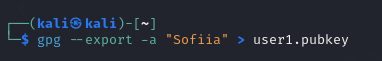 ┌──(kali㉿kali)-[~]
└─$ gpg --export -a "Sofiia" > user1.pubkey